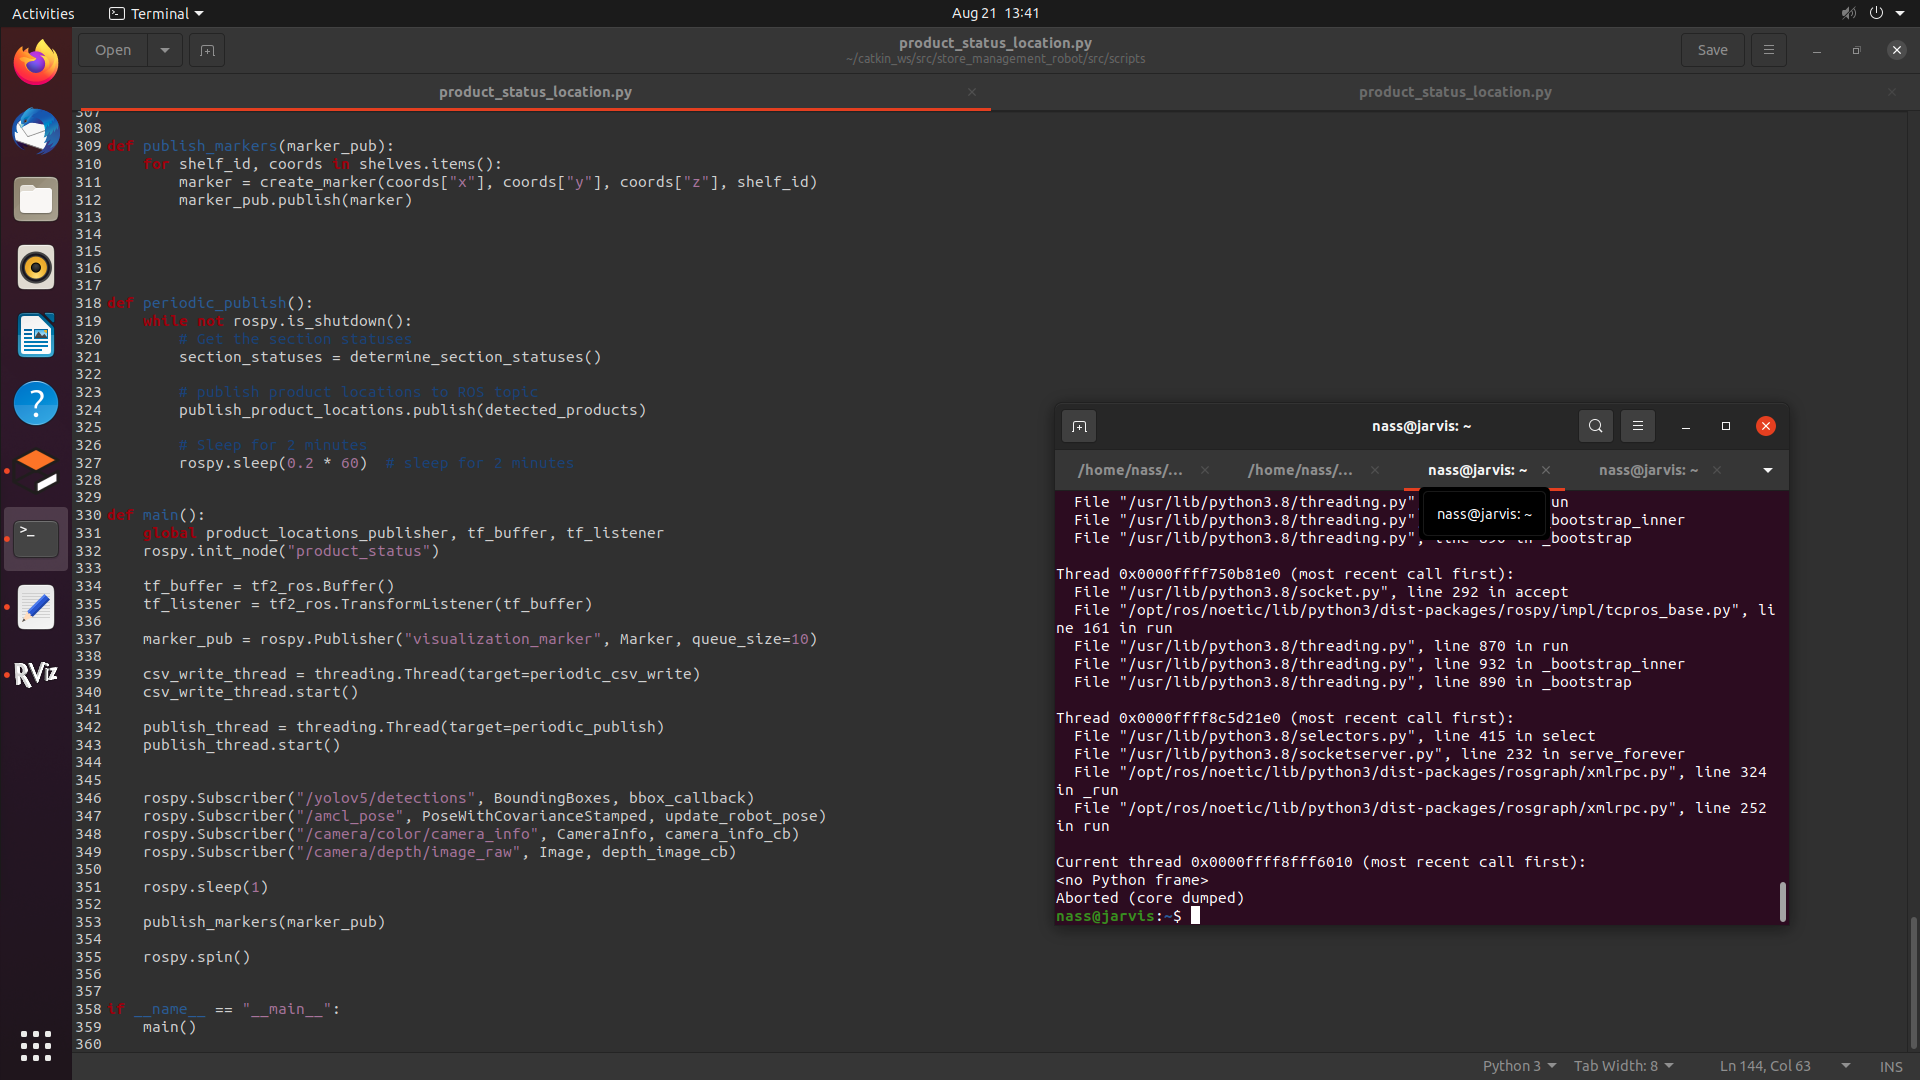 Activities
Terminal
Aug 21 13:41
Open
product_status_location.py
~/catkin_ws/src/store_management_robot/src/scripts
Save
product_status_location.py
product_status_location.py
307
308
309 def publish_markers(marker_pub):
310     for shelf_id, coords in shelves.items():
311         marker = create_marker(coords["x"], coords["y"], coords["z"], shelf_id)
312         marker_pub.publish(marker)
313
314
315
316
317
318 def periodic_publish():
319     while not rospy.is_shutdown():
320         # Get the section statuses
321         section_statuses = determine_section_statuses()
322
323         # publish product locations to ROS topic
324         publish_product_locations.publish(detected_products)
325
326         # Sleep for 2 minutes
327         rospy.sleep(0.2 * 60)  # sleep for 2 minutes
328
329
330 def main():
331     global product_locations_publisher, tf_buffer, tf_listener
332     rospy.init_node("product_status")
333
334     tf_buffer = tf2_ros.Buffer()
335     tf_listener = tf2_ros.TransformListener(tf_buffer)
336
337     marker_pub = rospy.Publisher("visualization_marker", Marker, queue_size=10)
338
339     csv_write_thread = threading.Thread(target=periodic_csv_write)
340     csv_write_thread.start()
341
342     publish_thread = threading.Thread(target=periodic_publish)
343     publish_thread.start()
344
345
346     rospy.Subscriber("/yolov5/detections", BoundingBoxes, bbox_callback)
347     rospy.Subscriber("/amcl_pose", PoseWithCovarianceStamped, update_robot_pose)
348     rospy.Subscriber("/camera/color/camera_info", CameraInfo, camera_info_cb)
349     rospy.Subscriber("/camera/depth/image_raw", Image, depth_image_cb)
350
351     rospy.sleep(1)
352
353     publish_markers(marker_pub)
354
355     rospy.spin()
356
357
358 if __name__ == "__main__":
359     main()
360
RViz
nass@jarvis: ~
/home/nass/...
/home/nass/...
nass@jarvis: ~
nass@jarvis: ~
nass@jarvis: ~
File "/usr/lib/python3.8/threading.py" un
File "/usr/lib/python3.8/threading.py" bootstrap_inner
File "/usr/lib/python3.8/threading.py", line 890 in _bootstrap
Thread 0x0000ffff750b81e0 (most recent call first):
File "/usr/lib/python3.8/socket.py", line 292 in accept
File "/opt/ros/noetic/lib/python3/dist-packages/rospy/impl/tcpros_base.py", li
ne 161 in run
File "/usr/lib/python3.8/threading.py", line 870 in run
File "/usr/lib/python3.8/threading.py", line 932 in _bootstrap_inner
File "/usr/lib/python3.8/threading.py", line 890 in _bootstrap
Thread 0x0000ffff8c5d21e0 (most recent call first):
File "/usr/lib/python3.8/selectors.py", line 415 in select
File "/usr/lib/python3.8/socketserver.py", line 232 in serve_forever
File "/opt/ros/noetic/lib/python3/dist-packages/rosgraph/xmlrpc.py", line 324
in _run
File "/opt/ros/noetic/lib/python3/dist-packages/rosgraph/xmlrpc.py", line 252
in run
Current thread 0x0000ffff8fff6010 (most recent call first):
<no Python frame>
Aborted (core dumped)
nass@jarvis:~$
Python 3
Tab Width: 8
Ln 144, Col 63
INS